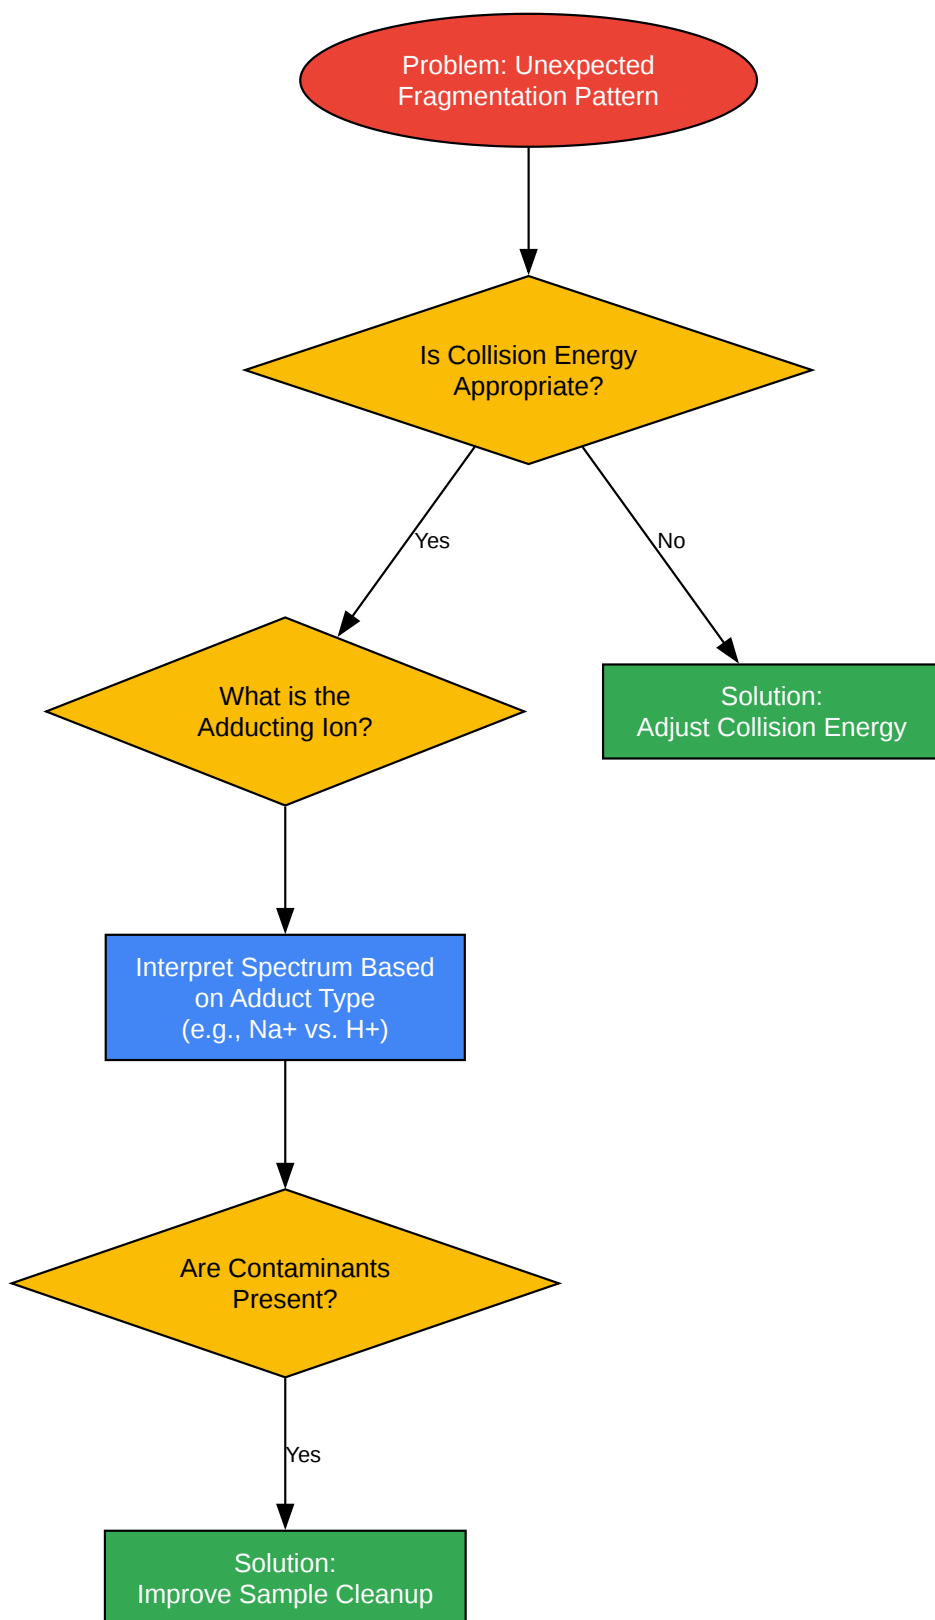 Problem: Unexpected
Fragmentation Pattern
Is Collision Energy
Appropriate?
Yes
No
What is the
Adducting Ion?
Solution:
Adjust Collision Energy
Interpret Spectrum Based
on Adduct Type
(e.g., Na+ vs. H+)
Are Contaminants
Present?
Yes
Solution:
Improve Sample Cleanup